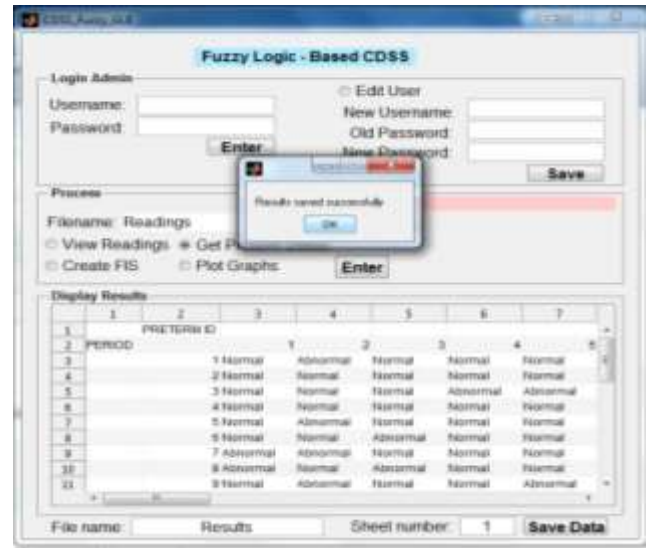 CDSS_Fuzzy_GUI
Fuzzy Logic - Based CDSS
Login Admin
Username:
Password:
Enter
Edit User
New Username:
Old Password:
New Password:
Save
Results saved successfully
OK
Process
Filename: Readings
View Readings Get
Create FIS Plot Graphs
Enter
Display Results
1 2 3 4 5 6 7
1 PRETERM ID
2 PERIOD 1 2 3 4 5
3 1 Normal Abnormal Normal Normal Normal
4 2 Normal Normal Normal Normal Normal
5 3 Normal Normal Normal Abnormal Abnormal
6 4 Normal Normal Normal Normal Normal
7 5 Normal Abnormal Normal Normal Normal
8 6 Normal Normal Abnormal Normal Normal
9 7 Abnormal Abnormal Normal Normal Normal
10 8 Abnormal Normal Abnormal Normal Normal
11 9 Normal Abnormal Normal Normal Abnormal
File name: Results Sheet number: 1 Save Data